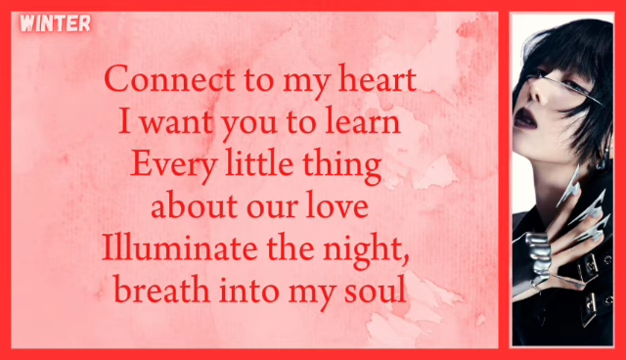 WINTER
Connect to my heart
I want you to learn
Every little thing
about our love
Illuminate the night,
breath into my soul